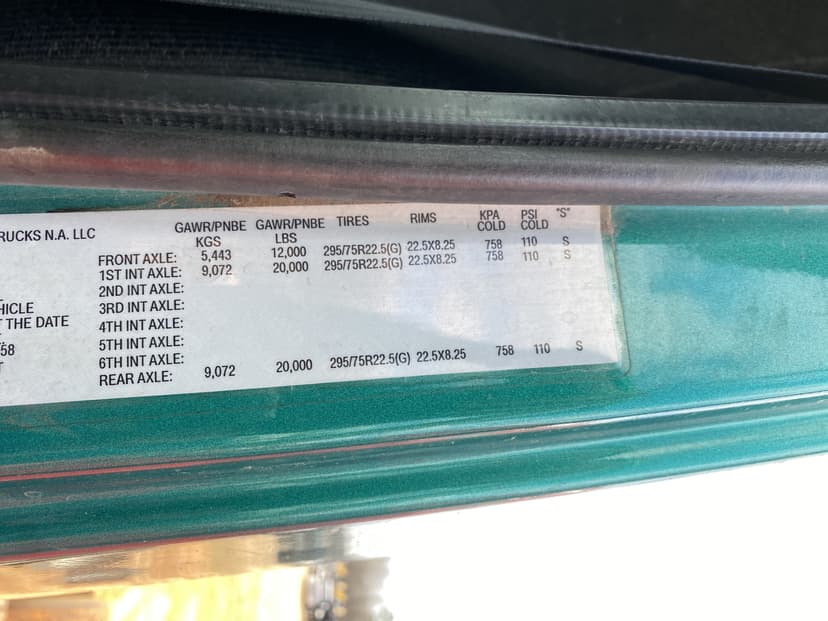 RUCKS N.A. LLC
HICLE
T THE DATE
58
T
GAWR/PNBE GAWR/PNBE TIRES RIMS KPA PSI "S"
KGS LBS COLD COLD
FRONT AXLE: 5,443 12,000 295/75R22.5(G) 22.5X8.25 758 110 S
1ST INT AXLE: 9,072 20,000 295/75R22.5(G) 22.5X8.25 758 110 S
2ND INT AXLE:
3RD INT AXLE:
4TH INT AXLE:
5TH INT AXLE:
6TH INT AXLE:
REAR AXLE: 9,072 20,000 295/75R22.5(G) 22.5X8.25 758 110 S